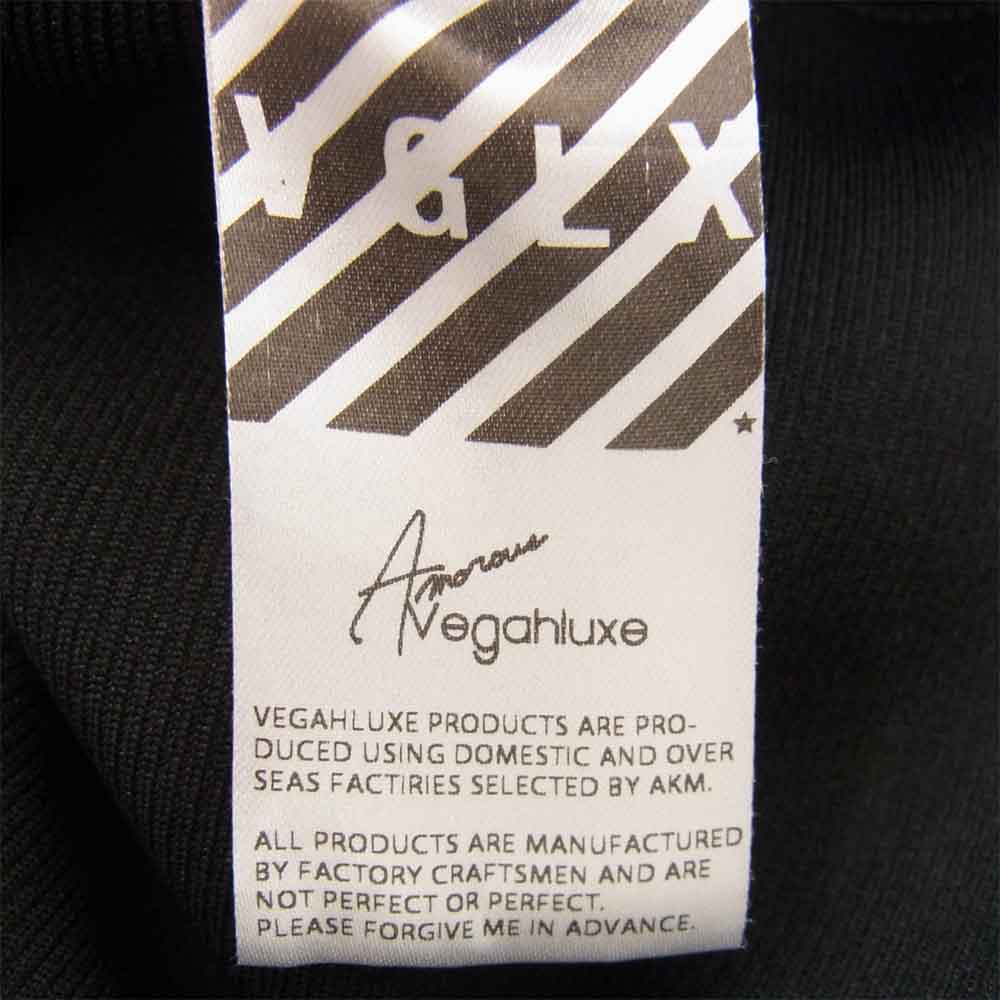 V&LX
Amorous
Vegahluxe
VEGAHLUXE PRODUCTS ARE PRO-
DUCED USING DOMESTIC AND OVER
SEAS FACTIRIES SELECTED BY AKM.
ALL PRODUCTS ARE MANUFACTURED
BY FACTORY CRAFTSMEN AND ARE
NOT PERFECT OR PERFECT.
PLEASE FORGIVE ME IN ADVANCE.